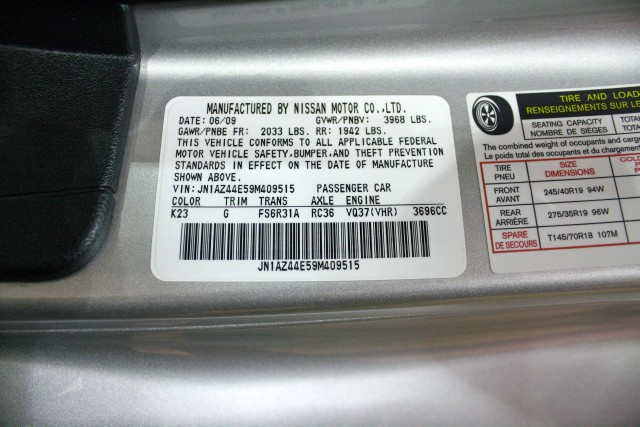 MANUFACTURED BY NISSAN MOTOR CO.,LTD.
DATE: 06/09 GVWR/PNBV: 3968 LBS.
GAWR/PNBE FR: 2033 LBS. RR: 1942 LBS.
THIS VEHICLE CONFORMS TO ALL APPLICABLE FEDERAL
MOTOR VEHICLE SAFETY,BUMPER,AND THEFT PREVENTION
STANDARDS IN EFFECT ON THE DATE OF MANUFACTURE
SHOWN ABOVE.
VIN: JN1AZ44E59M409515 PASSENGER CAR
COLOR TRIM TRANS AXLE ENGINE
K23 G FS6R31A RC36 VQ37(VHR) 3696CC
JN1AZ44E59M409515
TIRE AND
RENSEIGNEMENTS SUR
SEATING CAPACITY
NOMBRE DE SIÈGES
The combined weight of occupants and
Le poids total des occupants et du
TIRE SIZE
PNEU DIMENSIONS
FRONT
AVANT 245/40R19 94W
REAR
ARRIÈRE 275/35R19 96W
SPARE
DE SECOURS T145/70R18 107M